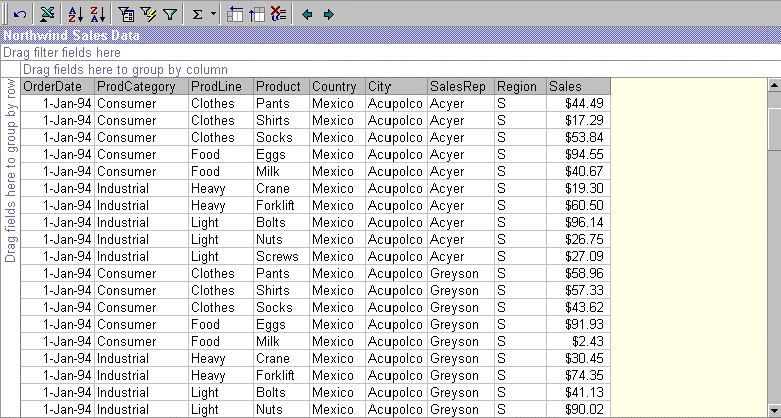 Northwind Sales Data
Drag filter fields here
Drag fields here to group by column
Drag fields here to group by row
OrderDate ProdCategory ProdLine Product Country City SalesRep Region Sales
1-Jan-94 Consumer Clothes Pants Mexico Acupolco Acyer S $44.49
1-Jan-94 Consumer Clothes Shirts Mexico Acupolco Acyer S $17.29
1-Jan-94 Consumer Clothes Socks Mexico Acupolco Acyer S $53.84
1-Jan-94 Consumer Food Eggs Mexico Acupolco Acyer S $94.55
1-Jan-94 Consumer Food Milk Mexico Acupolco Acyer S $40.67
1-Jan-94 Industrial Heavy Crane Mexico Acupolco Acyer S $19.30
1-Jan-94 Industrial Heavy Forklift Mexico Acupolco Acyer S $60.50
1-Jan-94 Industrial Light Bolts Mexico Acupolco Acyer S $96.14
1-Jan-94 Industrial Light Nuts Mexico Acupolco Acyer S $26.75
1-Jan-94 Industrial Light Screws Mexico Acupolco Acyer S $27.09
1-Jan-94 Consumer Clothes Pants Mexico Acupolco Greyson S $58.96
1-Jan-94 Consumer Clothes Shirts Mexico Acupolco Greyson S $57.33
1-Jan-94 Consumer Clothes Socks Mexico Acupolco Greyson S $43.62
1-Jan-94 Consumer Food Eggs Mexico Acupolco Greyson S $91.93
1-Jan-94 Consumer Food Milk Mexico Acupolco Greyson S $2.43
1-Jan-94 Industrial Heavy Crane Mexico Acupolco Greyson S $30.45
1-Jan-94 Industrial Heavy Forklift Mexico Acupolco Greyson S $74.35
1-Jan-94 Industrial Light Bolts Mexico Acupolco Greyson S $41.13
1-Jan-94 Industrial Light Nuts Mexico Acupolco Greyson S $90.02